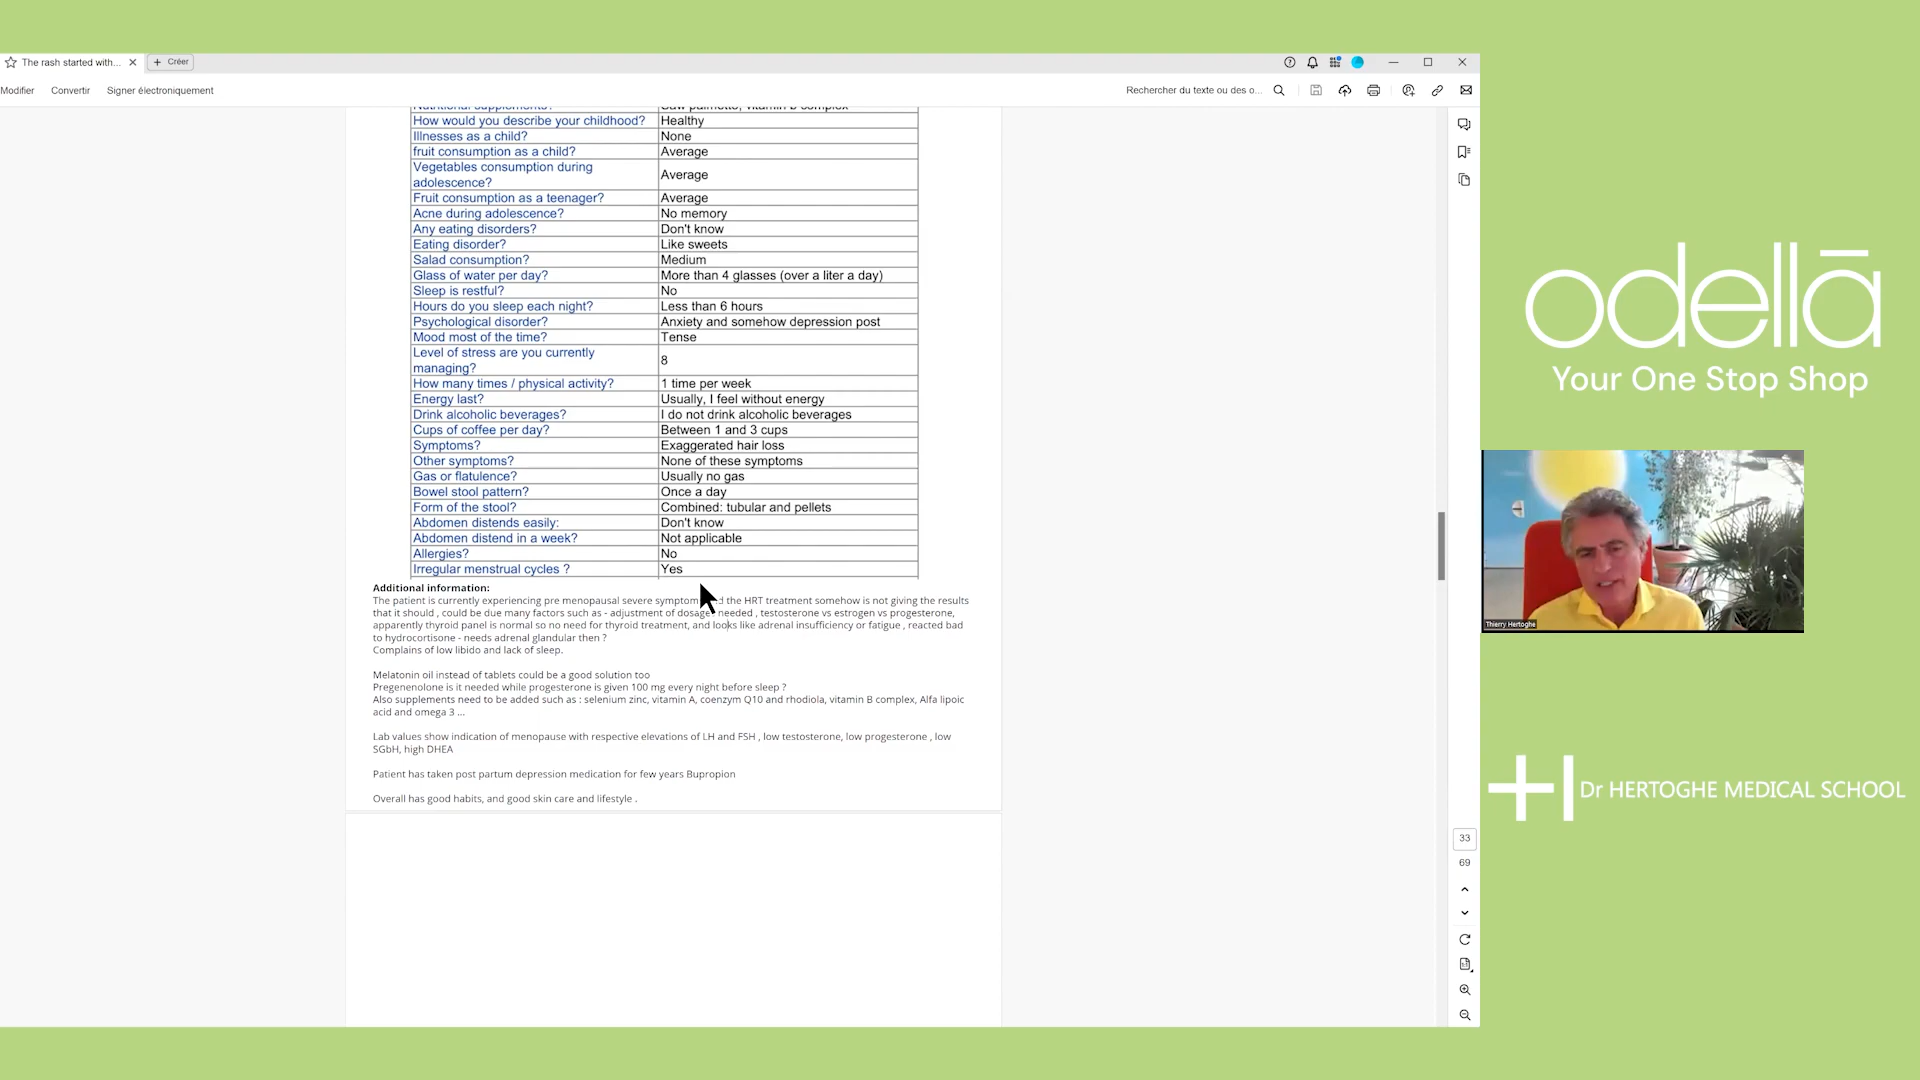 The rash started with...
Créer
Modifier Convertir Signer électroniquement
Rechercher du texte ou des o...
Nutritional supplements? Saw palmetto, vitamin B complex
How would you describe your childhood? Healthy
Illnesses as a child? None
fruit consumption as a child? Average
Vegetables consumption during
adolescence? Average
Fruit consumption as a teenager? Average
Acne during adolescence? No memory
Any eating disorders? Don't know
Eating disorder? Like sweets
Salad consumption? Medium
Glass of water per day? More than 4 glasses (over a liter a day)
Sleep is restful? No
Hours do you sleep each night? Less than 6 hours
Psychological disorder? Anxiety and somehow depression post
Mood most of the time? Tense
Level of stress are you currently
managing? 8
How many times / physical activity? 1 time per week
Energy last? Usually, I feel without energy
Drink alcoholic beverages? I do not drink alcoholic beverages
Cups of coffee per day? Between 1 and 3 cups
Symptoms? Exaggerated hair loss
Other symptoms? None of these symptoms
Gas or flatulence? Usually no gas
Bowel stool pattern? Once a day
Form of the stool? Combined: tubular and pellets
Abdomen distends easily: Don't know
Abdomen distend in a week? Not applicable
Allergies? No
Irregular menstrual cycles ? Yes
Additional information:
The patient is currently experiencing pre menopausal severe symptom the HRT treatment somehow is not giving the results
that it should , could be due many factors such as - adjustment of dosage needed , testosterone vs estrogen vs progesterone,
apparently thyroid panel is normal so no need for thyroid treatment, and looks like adrenal insufficiency or fatigue , reacted bad
to hydrocortisone - needs adrenal glandular then ?
Complains of low libido and lack of sleep.
Melatonin oil instead of tablets could be a good solution too
Pregenenolone is it needed while progesterone is given 100 mg every night before sleep ?
Also supplements need to be added such as : selenium zinc, vitamin A, coenzym Q10 and rhodiola, vitamin B complex, Alfa lipoic
acid and omega 3 ...
Lab values show indication of menopause with respective elevations of LH and FSH , low testosterone, low progesterone , low
SGbH, high DHEA
Patient has taken post partum depression medication for few years Bupropion
Overall has good habits, and good skin care and lifestyle .
33
69
odellā
Your One Stop Shop
Thierry Hertoghe
Dr HERTOGHE MEDICAL SCHOOL